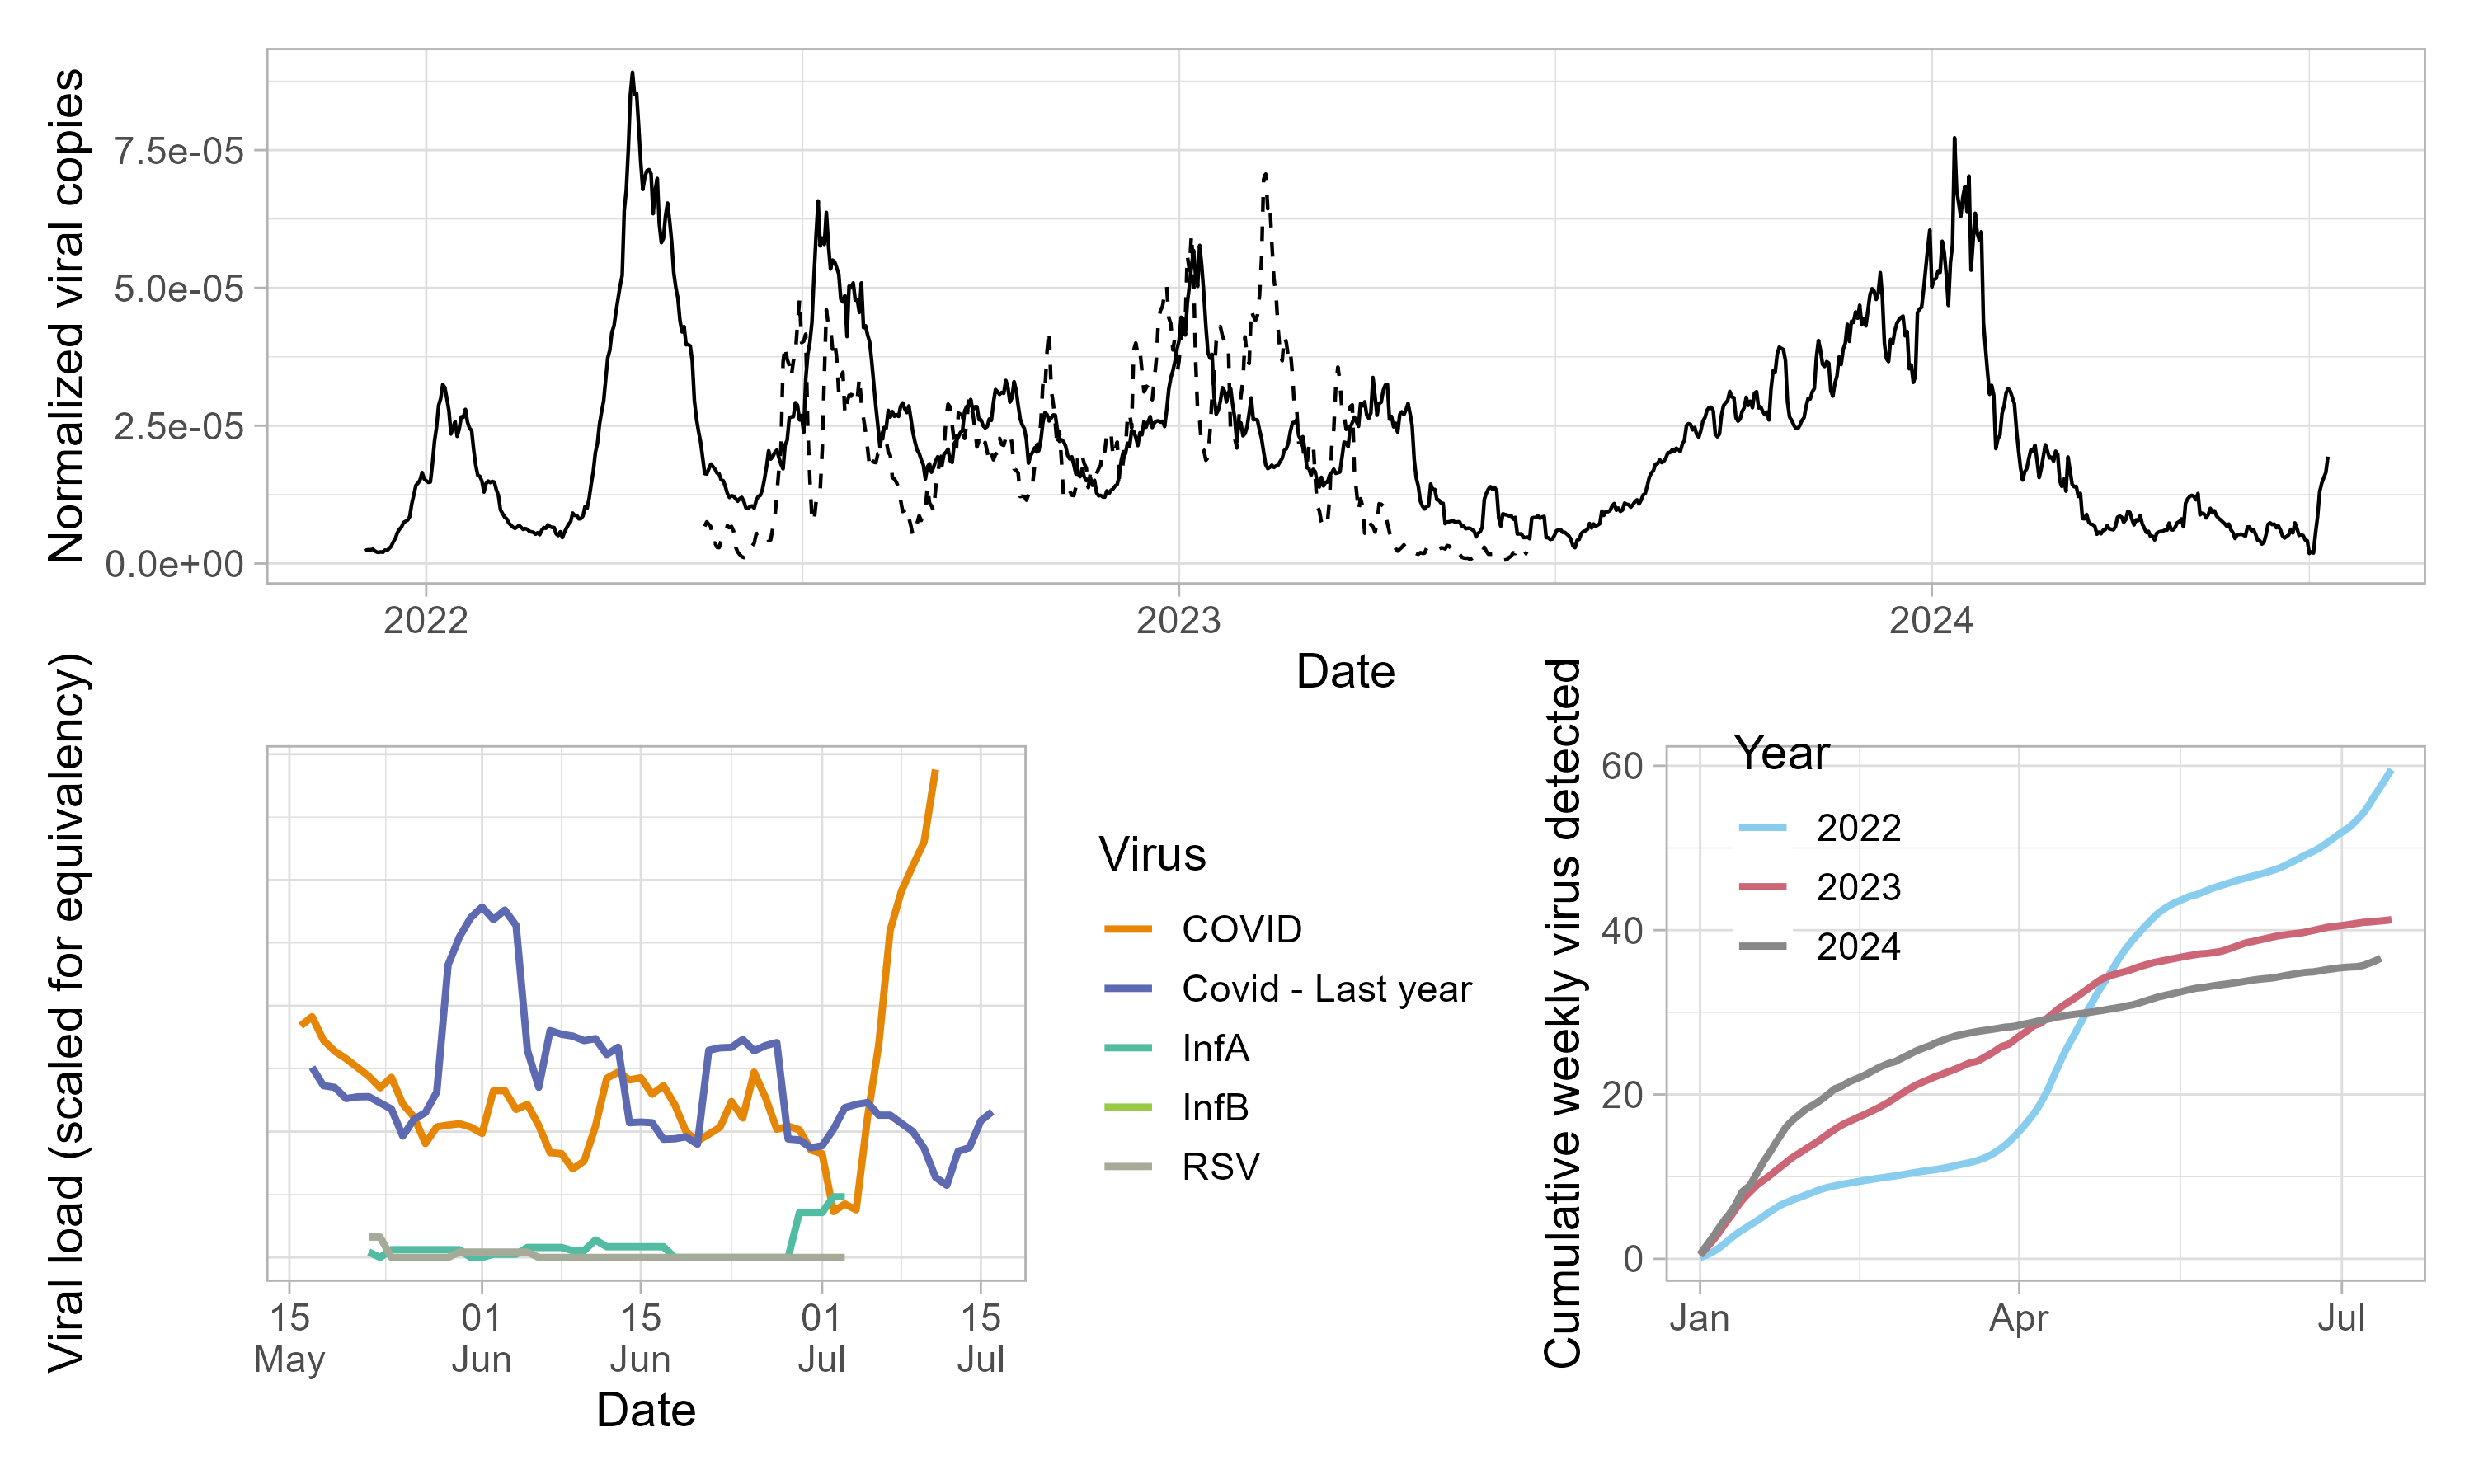 Normalized viral copies
7.5e-05
5.0e-05
2.5e-05
0.0e+00
2022
2023
2024
Date
Viral load (scaled for equivalency)
15
May
01
Jun
15
Jun
01
Jul
15
Jul
Date
Virus
COVID
Covid - Last year
InfA
InfB
RSV
Cumulative weekly virus detected
60
40
20
0
Year
2022
2023
2024
Jan
Apr
Jul